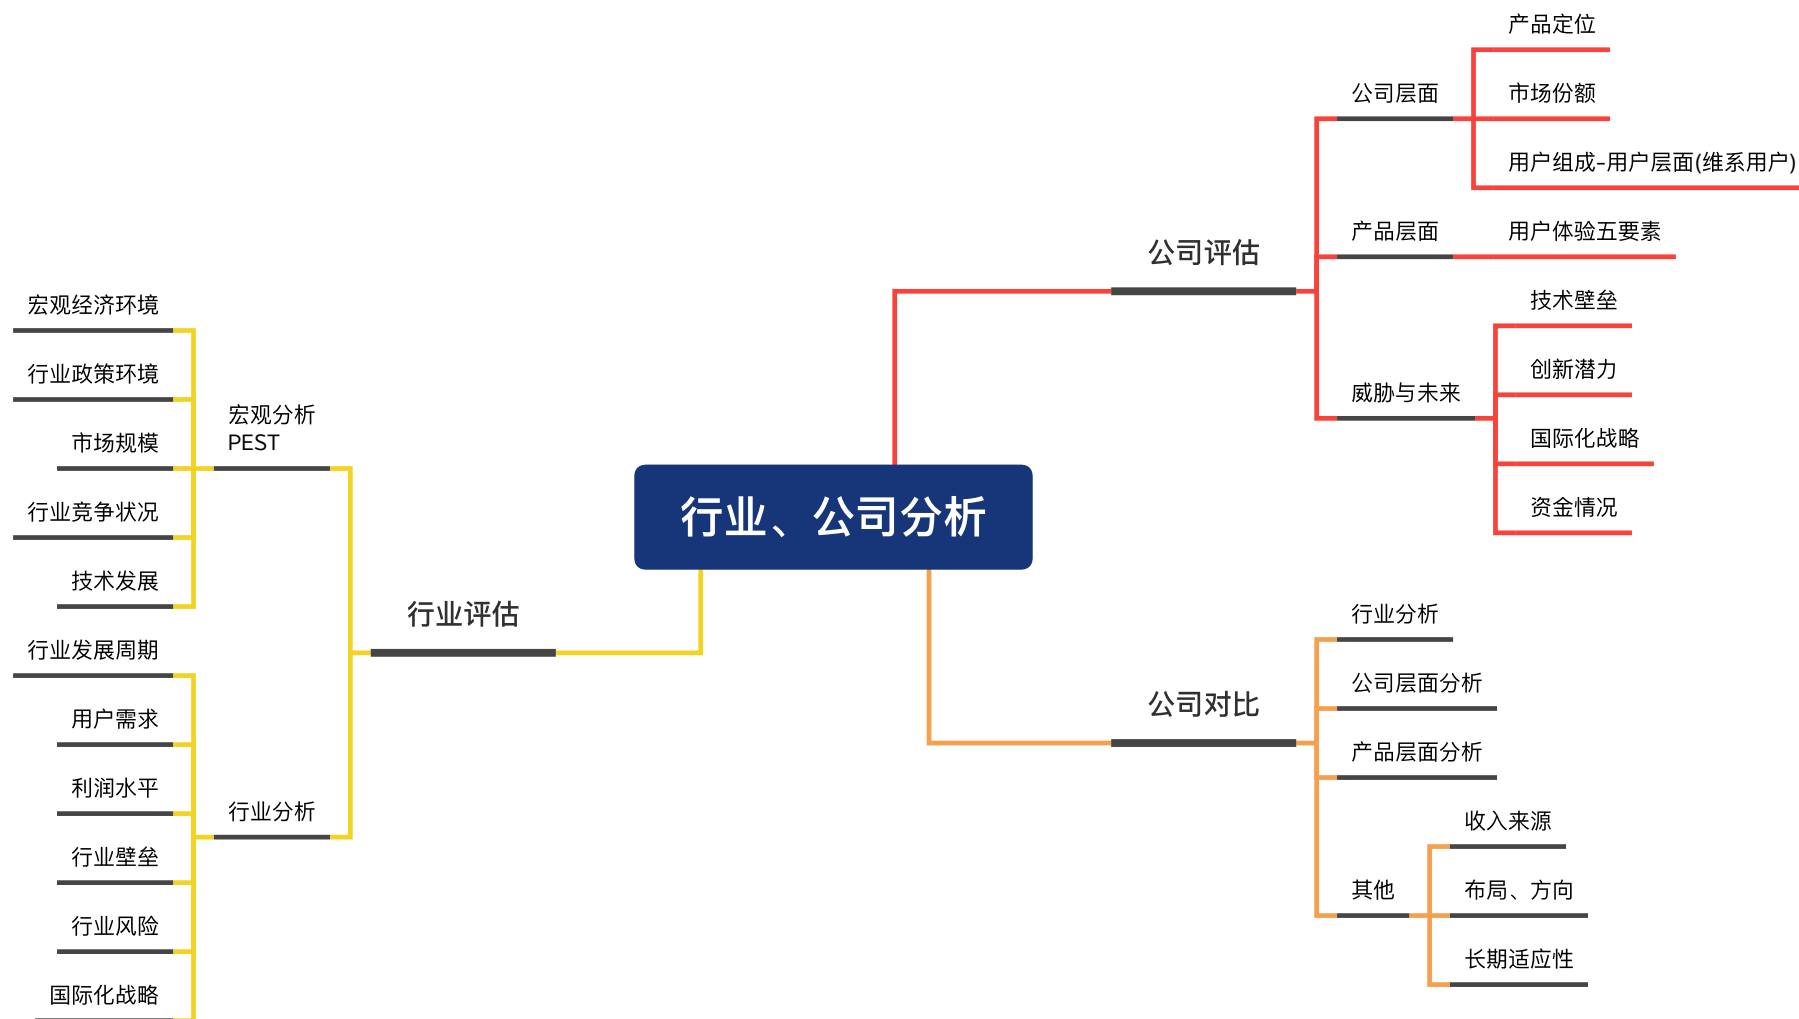 行业、公司分析
公司评估
公司层面
产品定位
市场份额
用户组成-用户层面(维系用户)
产品层面
用户体验五要素
威胁与未来
技术壁垒
创新潜力
国际化战略
资金情况
公司对比
行业分析
公司层面分析
产品层面分析
其他
收入来源
布局、方向
长期适应性
行业评估
宏观分析
PEST
宏观经济环境
行业政策环境
市场规模
行业竞争状况
技术发展
行业分析
行业发展周期
用户需求
利润水平
行业壁垒
行业风险
国际化战略